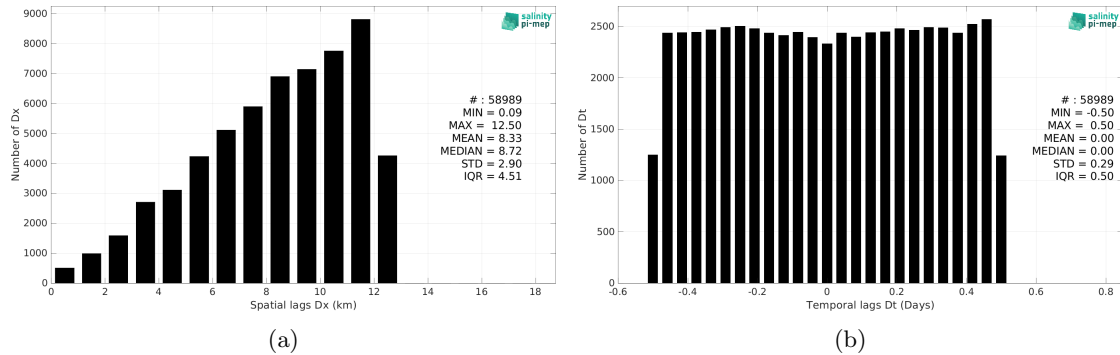 9000
8000
7000
6000
5000
4000
3000
2000
1000
0
Number of Dx
0 2 4 6 8 10 12 14 16 18
Spatial lags Dx (km)
salinity
pi-mep
# : 58989
MIN = 0.09
MAX = 12.50
MEAN = 8.33
MEDIAN = 8.72
STD = 2.90
IQR = 4.51
(a)
2500
2000
1500
1000
500
0
Number of Dt
-0.6 -0.4 -0.2 0 0.2 0.4 0.6 0.8
Temporal lags Dt (Days)
salinity
pi-mep
# : 58989
MIN = -0.50
MAX = 0.50
MEAN = 0.00
MEDIAN = 0.00
STD = 0.29
IQR = 0.50
(b)